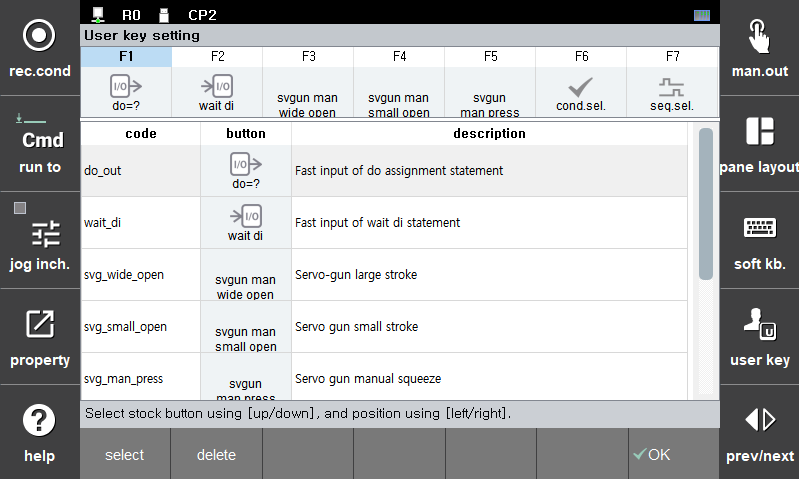 R0 CP2
User key setting
F1 F2 F3 F4 F5 F6 F7
I/O do=?
I/O wait di
svgun man
wide open
svgun man
small open
svgun
man press
cond.sel.
seq.sel.
code button description
do_out I/O do=? Fast input of do assignment statement
wait_di I/O wait di Fast input of wait di statement
svg_wide_open svgun man wide open Servo-gun large stroke
svg_small_open svgun man small open Servo gun small stroke
svg_man_press svgun man press Servo gun manual squeeze
Select stock button using [up/down], and position using [left/right].
select delete OK
rec.cond
Cmd
run to
jog inch.
property
? help
man.out
pane layout
soft kb.
U
user key
prev/next